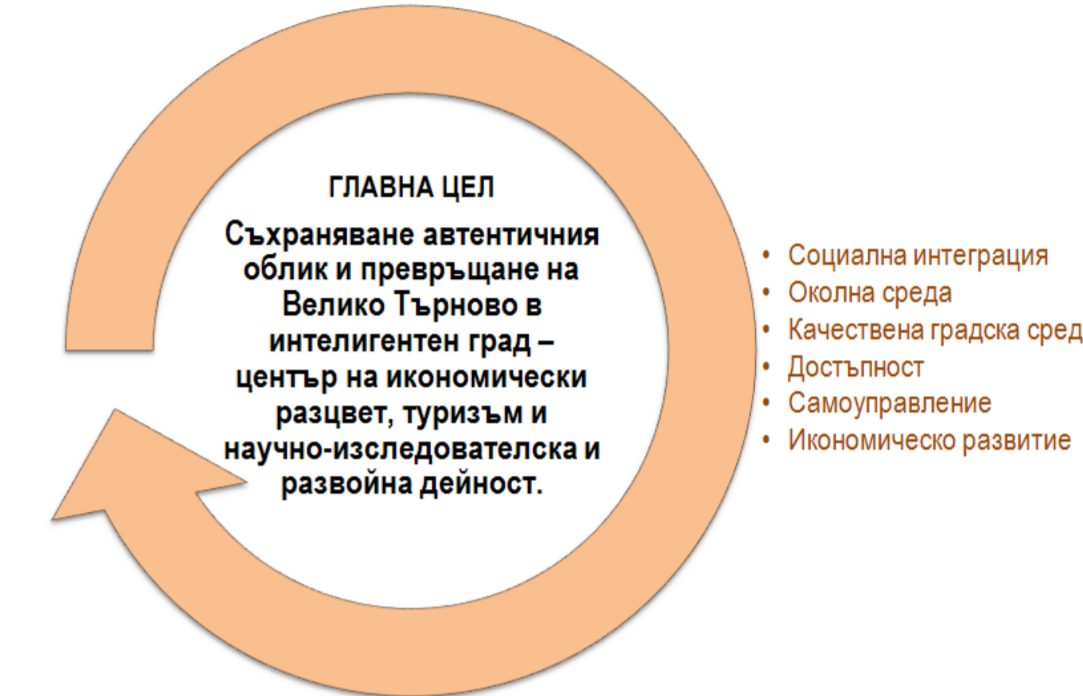 ГЛАВНА ЦЕЛ
Съхраняване автентичния
облик и превръщане на
Велико Търново в
интелигентен град –
център на икономически
разцвет, туризъм и
научно-изследователска и
развойна дейност.
• Социална интеграция
• Околна среда
• Качествена градска сред
• Достъпност
• Самоуправление
• Икономическо развитие